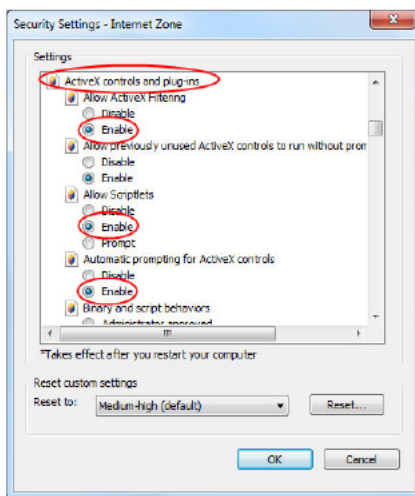 Security Settings - Internet Zone
Settings
ActiveX controls and plug-ins
Allow ActiveX Filtering
Disable
Enable
Allow previously unused ActiveX controls to run without pron
Disable
Enable
Allow Scriptlets
Disable
Enable
Prompt
Automatic prompting for ActiveX controls
Disable
Enable
Binary and script behaviors
Administrator approved
*Takes effect after you restart your computer
Reset custom settings
Reset to:
Medium-high (default)
Reset...
OK
Cancel